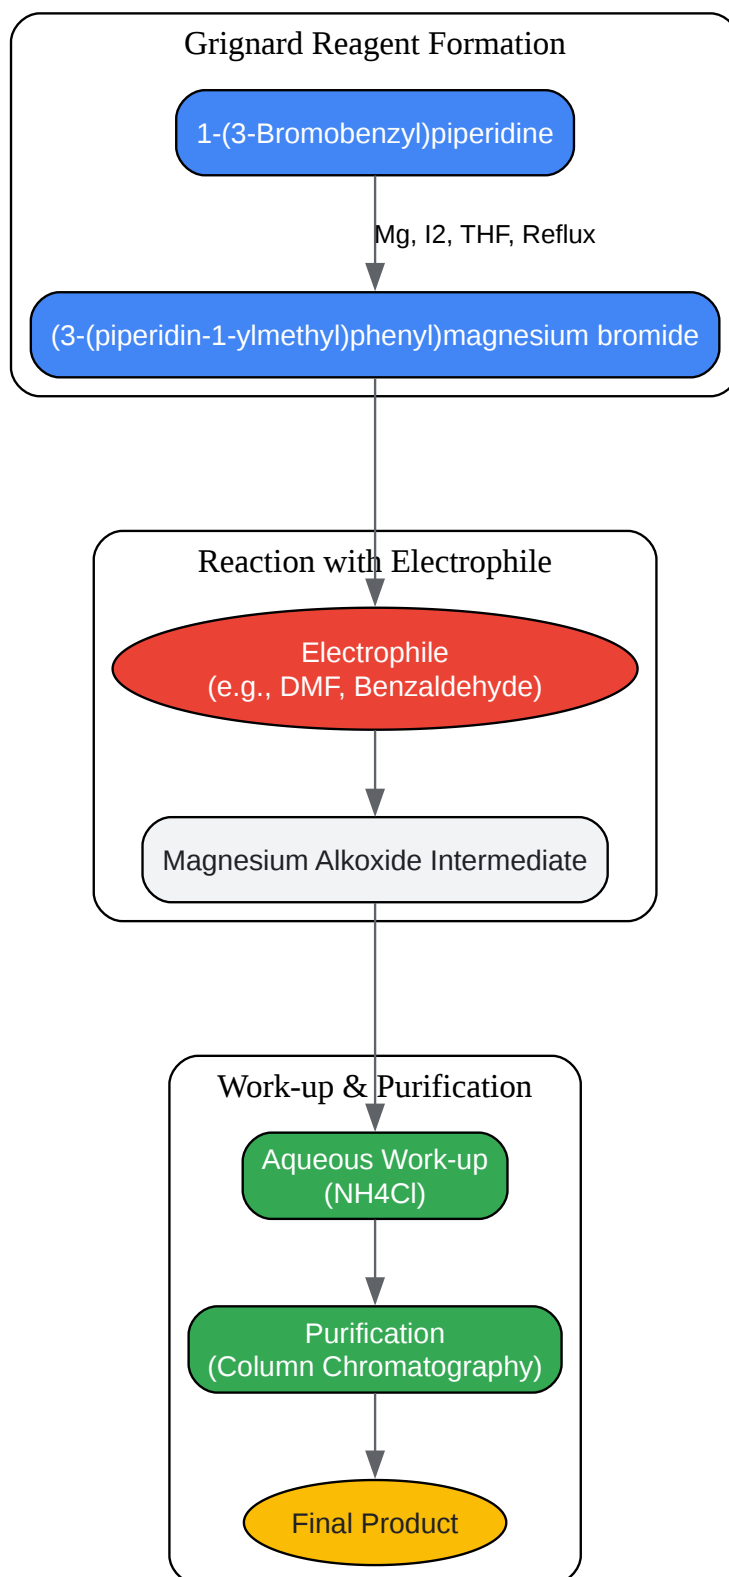 Grignard Reagent Formation
1-(3-Bromobenzyl)piperidine
Mg, I2, THF, Reflux
(3-(piperidin-1-ylmethyl)phenyl)magnesium bromide
Reaction with Electrophile
Electrophile
(e.g., DMF, Benzaldehyde)
Magnesium Alkoxide Intermediate
Work-up & Purification
Aqueous Work-up
(NH4Cl)
Purification
(Column Chromatography)
Final Product